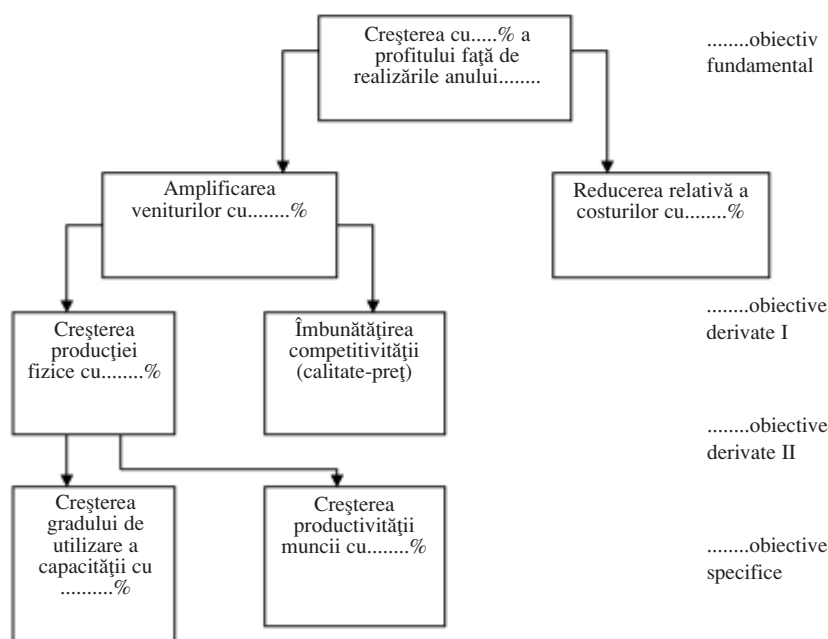 Creşterea cu.....% a
profitului faţă de
realizările anului........
........obiectiv
fundamental
Amplificarea
veniturilor cu........%
Reducerea relativă a
costurilor cu........%
........obiective
derivate I
Creşterea
producţiei
fizice cu........%
Îmbunătăţirea
competitivităţii
(calitate-preţ)
........obiective
derivate II
Creşterea
gradului de
utilizare a
capacităţii cu
..........%
Creşterea
productivităţii
muncii cu........%
........obiective
specifice